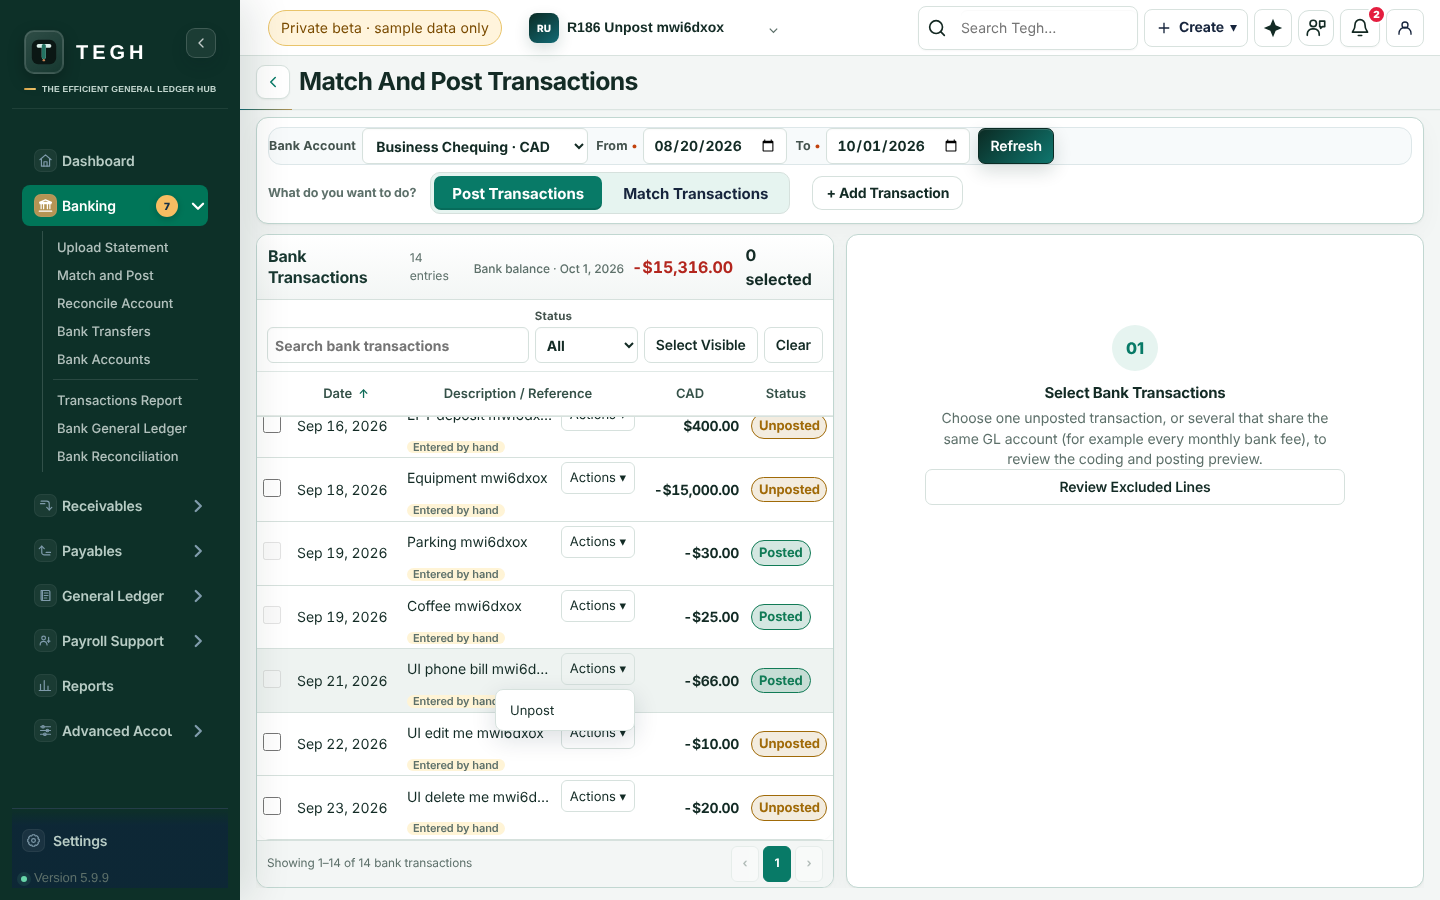 TEGH
THE EFFICIENT GENERAL LEDGER HUB
Dashboard
Banking 7
Upload Statement
Match and Post
Reconcile Account
Bank Transfers
Bank Accounts
Transactions Report
Bank General Ledger
Bank Reconciliation
Receivables
Payables
General Ledger
Payroll Support
Reports
Advanced Accou
Settings
Version 5.9.9
Private beta · sample data only
RU R186 Unpost mwi6dxox
Search Tegh...
+ Create ▾
2
Match And Post Transactions
Bank Account Business Chequing · CAD From • 08/20/2026 To • 10/01/2026 Refresh
What do you want to do? Post Transactions Match Transactions + Add Transaction
Bank Transactions
14 entries
Bank balance · Oct 1, 2026 -$15,316.00
0 selected
Status
Search bank transactions All Select Visible Clear
Date ↑ Description / Reference CAD Status
Sep 16, 2026 $400.00 Unposted
Entered by hand
Sep 18, 2026 Equipment mwi6dxox Actions ▾ -$15,000.00 Unposted
Entered by hand
Sep 19, 2026 Parking mwi6dxox Actions ▾ -$30.00 Posted
Entered by hand
Sep 19, 2026 Coffee mwi6dxox Actions ▾ -$25.00 Posted
Entered by hand
Sep 21, 2026 UI phone bill mwi6d... Actions ▾ -$66.00 Posted
Entered by hand
Unpost
Sep 22, 2026 UI edit me mwi6dxox Actions ▾ -$10.00 Unposted
Entered by hand
Sep 23, 2026 UI delete me mwi6d... Actions ▾ -$20.00 Unposted
Entered by hand
Showing 1–14 of 14 bank transactions ‹ 1 ›
01
Select Bank Transactions
Choose one unposted transaction, or several that share the
same GL account (for example every monthly bank fee), to
review the coding and posting preview.
Review Excluded Lines